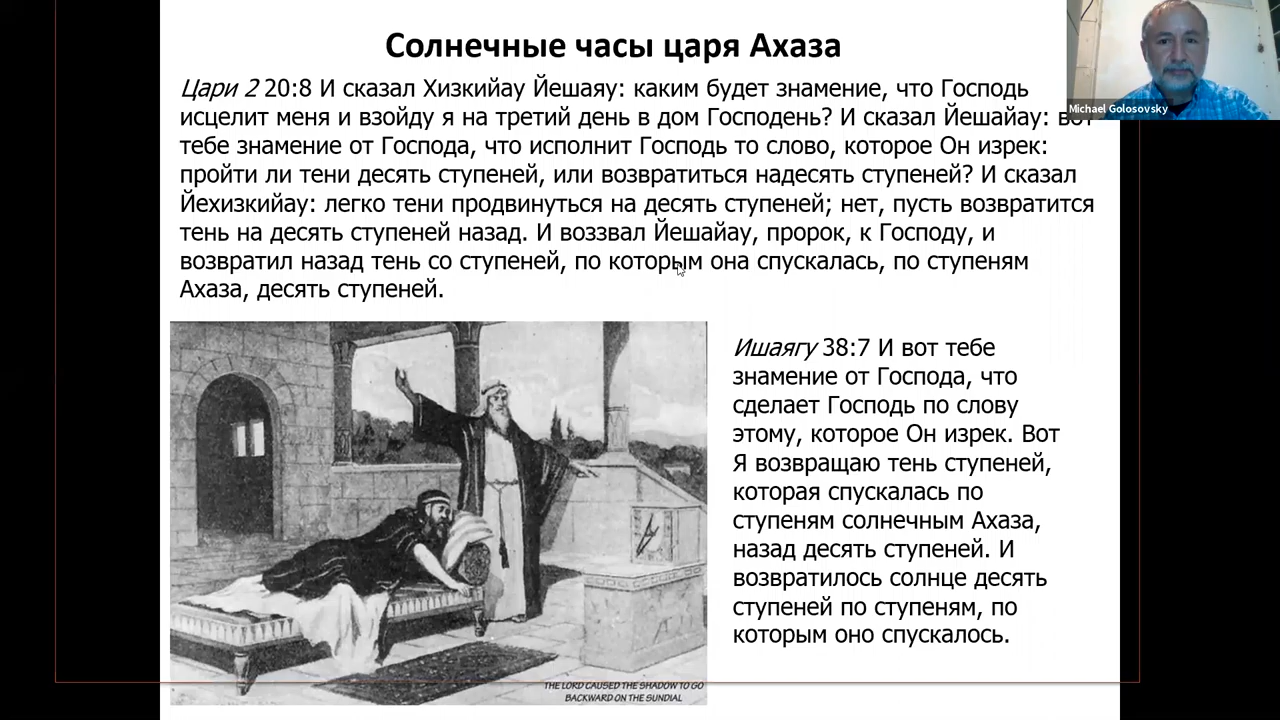 Солнечные часы царя Ахаза
Цари 2 20:8 И сказал Хизкийау Йешаяу: каким будет знамение, что Господь
исцелит меня и взойду я на третий день в дом Господень? И сказал Йешайау: вот
тебе знамение от Господа, что исполнит Господь то слово, которое Он изрек:
пройти ли тени десять ступеней, или возвратиться надесять ступеней? И сказал
Йехизкийау: легко тени продвинуться на десять ступеней; нет, пусть возвратится
тень на десять ступеней назад. И воззвал Йешайау, пророк, к Господу, и
возвратил назад тень со ступеней, по которым она спускалась, по ступеням
Ахаза, десять ступеней.
Ишаягу 38:7 И вот тебе
знамение от Господа, что
сделает Господь по слову
этому, которое Он изрек. Вот
Я возвращаю тень ступеней,
которая спускалась по
ступеням солнечным Ахаза,
назад десять ступеней. И
возвратилось солнце десять
ступеней по ступеням, по
которым оно спускалось.
THE LORD CAUSED THE SHADOW TO GO
BACKWARD ON THE SUNDIAL
Michael Golosovsky